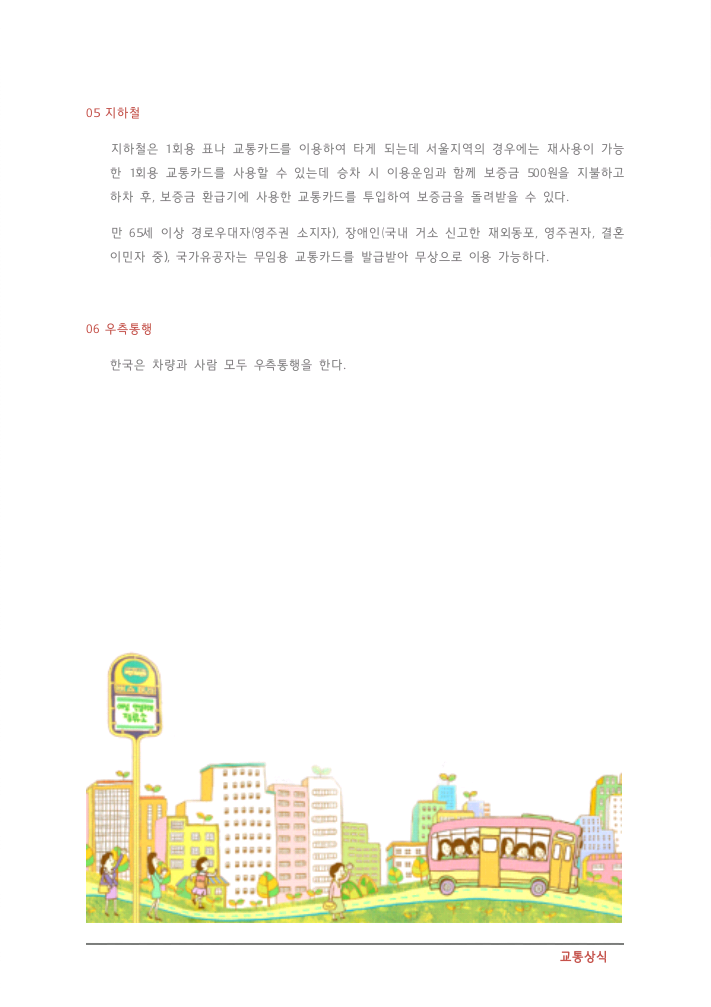 05 지하철
지하철은 1회용 표나 교통카드를 이용하여 타게 되는데 서울지역의 경우에는 재사용이 가능
한 1회용 교통카드를 사용할 수 있는데 승차 시 이용운임과 함께 보증금 500원을 지불하고
하차 후, 보증금 환급기에 사용한 교통카드를 투입하여 보증금을 돌려받을 수 있다.
만 65세 이상 경로우대자(영주권 소지자), 장애인(국내 거소 신고한 재외동포, 영주권자, 결혼
이민자 중), 국가유공자는 무임용 교통카드를 발급받아 무상으로 이용 가능하다.
06 우측통행
한국은 차량과 사람 모두 우측통행을 한다.
정류소
교통상식